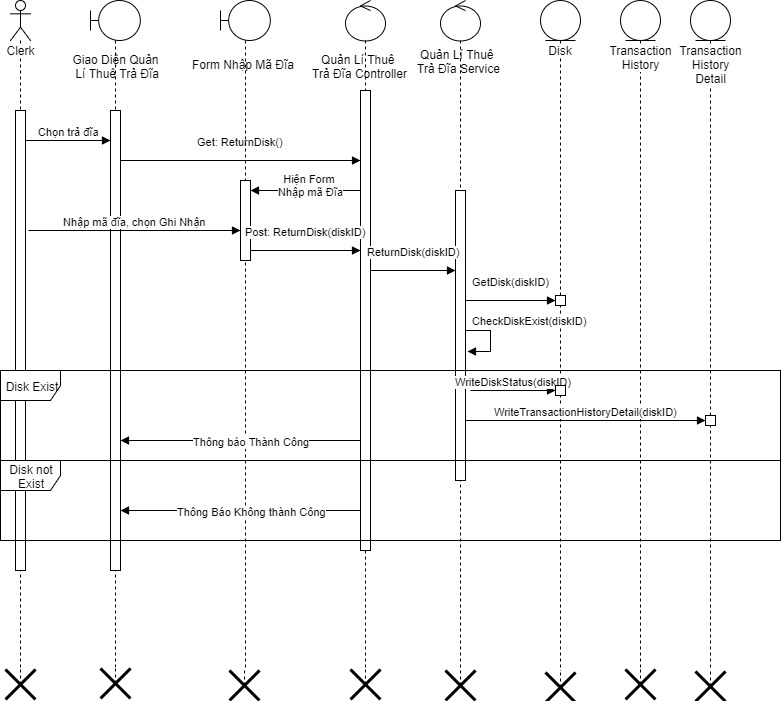 Clerk
Giao Diện Quản
Lí Thuê Trả Đĩa
Form Nhập Mã Đĩa
Quản Lí Thuê
Trả Đĩa Controller
Quản Lí Thuê
Trả Đĩa Service
Disk
Transaction
History
Transaction
History
Detail
Chọn trả đĩa
Get: ReturnDisk()
Hiện Form
Nhập mã Đĩa
Nhập mã đĩa, chọn Ghi Nhận
Post: ReturnDisk(diskID)
ReturnDisk(diskID)
GetDisk(diskID)
CheckDiskExist(diskID)
Disk Exist
WriteDiskStatus(diskID)
WriteTransactionHistoryDetail(diskID)
Thông báo Thành Công
Disk not
Exist
Thông Báo Không thành Công